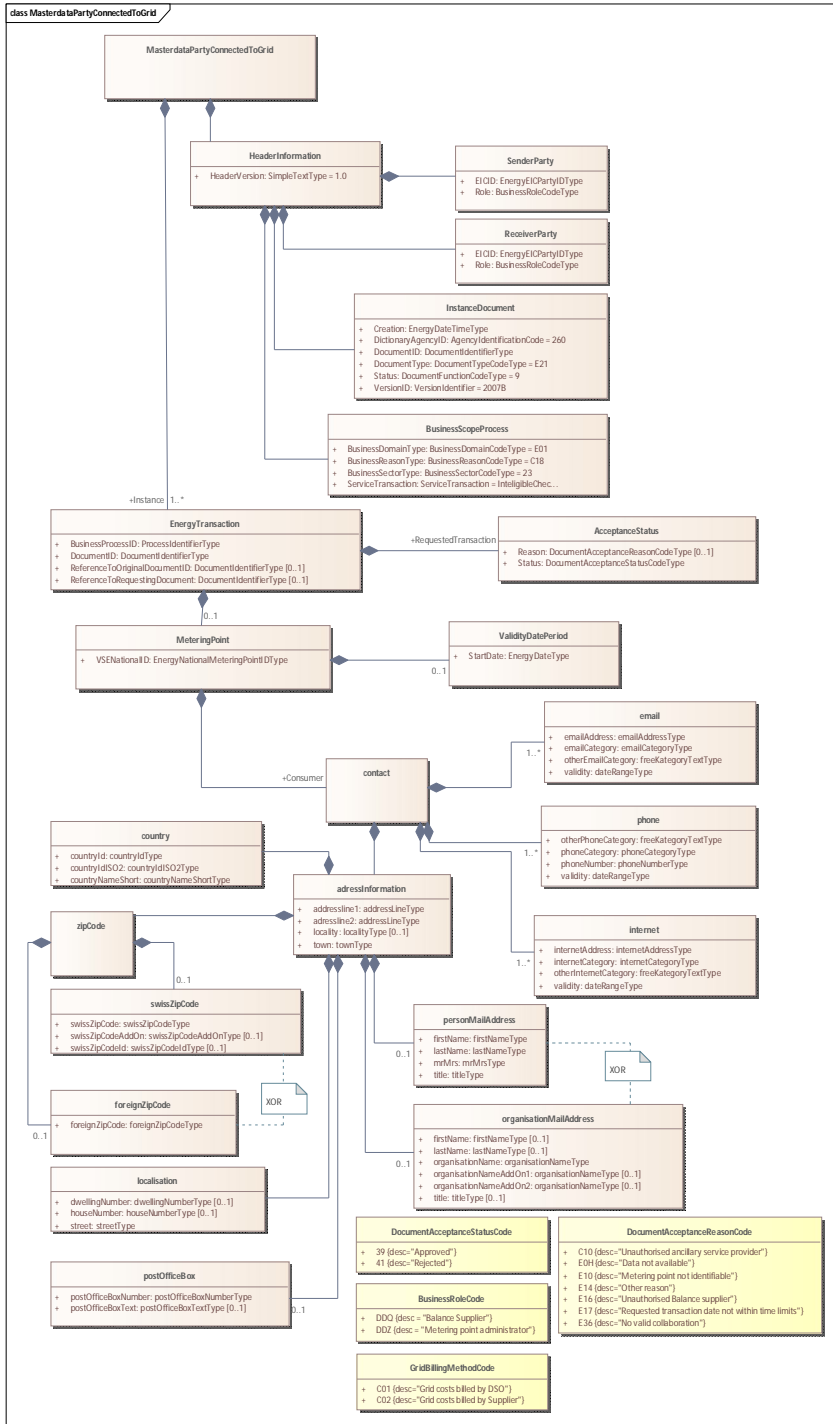 class MasterdataPartyConnectedToGrid
MasterdataPartyConnectedToGrid
HeaderInformation
+ HeaderVersion: SimpleTextType = 1.0
SenderParty
+ EICID: EnergyEICPartyIDType
+ Role: BusinessRoleCodeType
ReceiverParty
+ EICID: EnergyEICPartyIDType
+ Role: BusinessRoleCodeType
InstanceDocument
+ Creation: EnergyDateTimeType
+ DictionaryAgencyID: AgencyIdentificationCode = 260
+ DocumentID: DocumentIdentifierType
+ DocumentType: DocumentTypeCodeType = E21
+ Status: DocumentFunctionCodeType = 9
+ VersionID: VersionIdentifier = 2007B
BusinessScopeProcess
+ BusinessDomainType: BusinessDomainCodeType = E01
+ BusinessReasonType: BusinessReasonCodeType = C18
+ BusinessSectorType: BusinessSectorCodeType = 23
+ ServiceTransaction: ServiceTransaction = InteligibleChec...
+Instance 1..*
EnergyTransaction
+ BusinessProcessID: ProcessIdentifierType
+ DocumentID: DocumentIdentifierType
+ ReferenceToOriginalDocumentID: DocumentIdentifierType [0..1]
+ ReferenceToRequestingDocument: DocumentIdentifierType [0..1]
+RequestedTransaction
AcceptanceStatus
+ Reason: DocumentAcceptanceReasonCodeType [0..1]
+ Status: DocumentAcceptanceStatusCodeType
0..1
MeteringPoint
+ VSENationalID: EnergyNationalMeteringPointIDType
ValidityDatePeriod
+ StartDate: EnergyDateType
0..1
+Consumer
contact
email
+ emailAddress: emailAddressType
+ emailCategory: emailCategoryType
+ otherEmailCategory: freeKategoryTextType
+ validity: dateRangeType
1..*
phone
+ otherPhoneCategory: freeKategoryTextType
+ phoneCategory: phoneCategoryType
+ phoneNumber: phoneNumberType
+ validity: dateRangeType
1..*
internet
+ internetAddress: internetAddressType
+ internetCategory: internetCategoryType
+ otherInternetCategory: freeKategoryTextType
+ validity: dateRangeType
1..*
country
+ countryId: countryIdType
+ countryIdISO2: countryIdISO2Type
+ countryNameShort: countryNameShortType
adressInformation
+ addressline1: addressLineType
+ adressline2: addressLineType
+ locality: localityType [0..1]
+ town: townType
zipCode
0..1
swissZipCode
+ swissZipCode: swissZipCodeType
+ swissZipCodeAddOn: swissZipCodeAddOnType [0..1]
+ swissZipCodeId: swissZipCodeIdType [0..1]
XOR
foreignZipCode
+ foreignZipCode: foreignZipCodeType
0..1
personMailAddress
+ firstName: firstNameType
+ lastName: lastNameType
+ mrMrs: mrMrsType
+ title: titleType
0..1
XOR
organisationMailAddress
+ firstName: firstNameType [0..1]
+ lastName: lastNameType [0..1]
+ organisationName: organisationNameType
+ organisationNameAddOn1: organisationNameType [0..1]
+ organisationNameAddOn2: organisationNameType [0..1]
+ title: titleType [0..1]
0..1
localisation
+ dwellingNumber: dwellingNumberType [0..1]
+ houseNumber: houseNumberType [0..1]
+ street: streetType
postOfficeBox
+ postOfficeBoxNumber: postOfficeBoxNumberType
+ postOfficeBoxText: postOfficeBoxTextType [0..1]
0..1
DocumentAcceptanceStatusCode
+ 39 {desc="Approved"}
+ 41 {desc="Rejected"}
DocumentAcceptanceReasonCode
+ C10 {desc="Unauthorised ancillary service provider"}
+ E0H {desc="Data not available"}
+ E10 {desc="Metering point not identifiable"}
+ E14 {desc="Other reason"}
+ E16 {desc="Unauthorised Balance supplier"}
+ E17 {desc="Requested transaction date not within time limits"}
+ E36 {desc="No valid collaboration"}
BusinessRoleCode
+ DDQ {desc = "Balance Supplier"}
+ DDZ {desc = "Metering point administrator"}
GridBillingMethodCode
+ C01 {desc="Grid costs billed by DSO"}
+ C02 {desc="Grid costs billed by Supplier"}